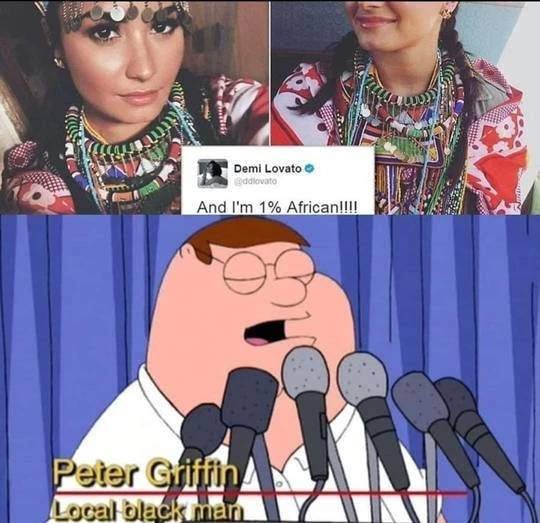 Demi Lovato
@ddlovato
And I'm 1% African!!!!
Peter Griffin
Local black man